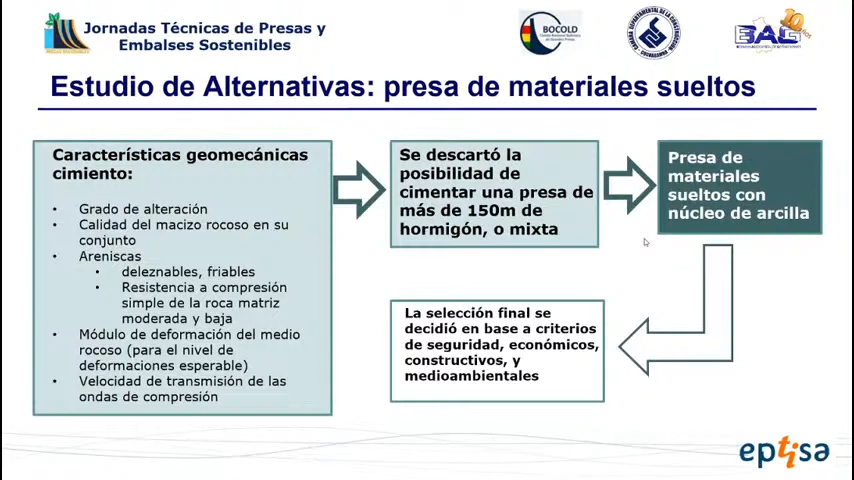 Jornadas Técnicas de Presas y
Embalses Sostenibles
BOCOLD
BAG
Estudio de Alternativas: presa de materiales sueltos
Características geomecánicas
cimiento:
• Grado de alteración
• Calidad del macizo rocoso en su
conjunto
• Areniscas
• deleznables, friables
• Resistencia a compresión
simple de la roca matriz
moderada y baja
• Módulo de deformación del medio
rocoso (para el nivel de
deformaciones esperable)
• Velocidad de transmisión de las
ondas de compresión
Se descartó la
posibilidad de
cimentar una presa de
más de 150m de
hormigón, o mixta
Presa de
materiales
sueltos con
núcleo de arcilla
La selección final se
decidió en base a criterios
de seguridad, económicos,
constructivos, y
medioambientales
eptisa